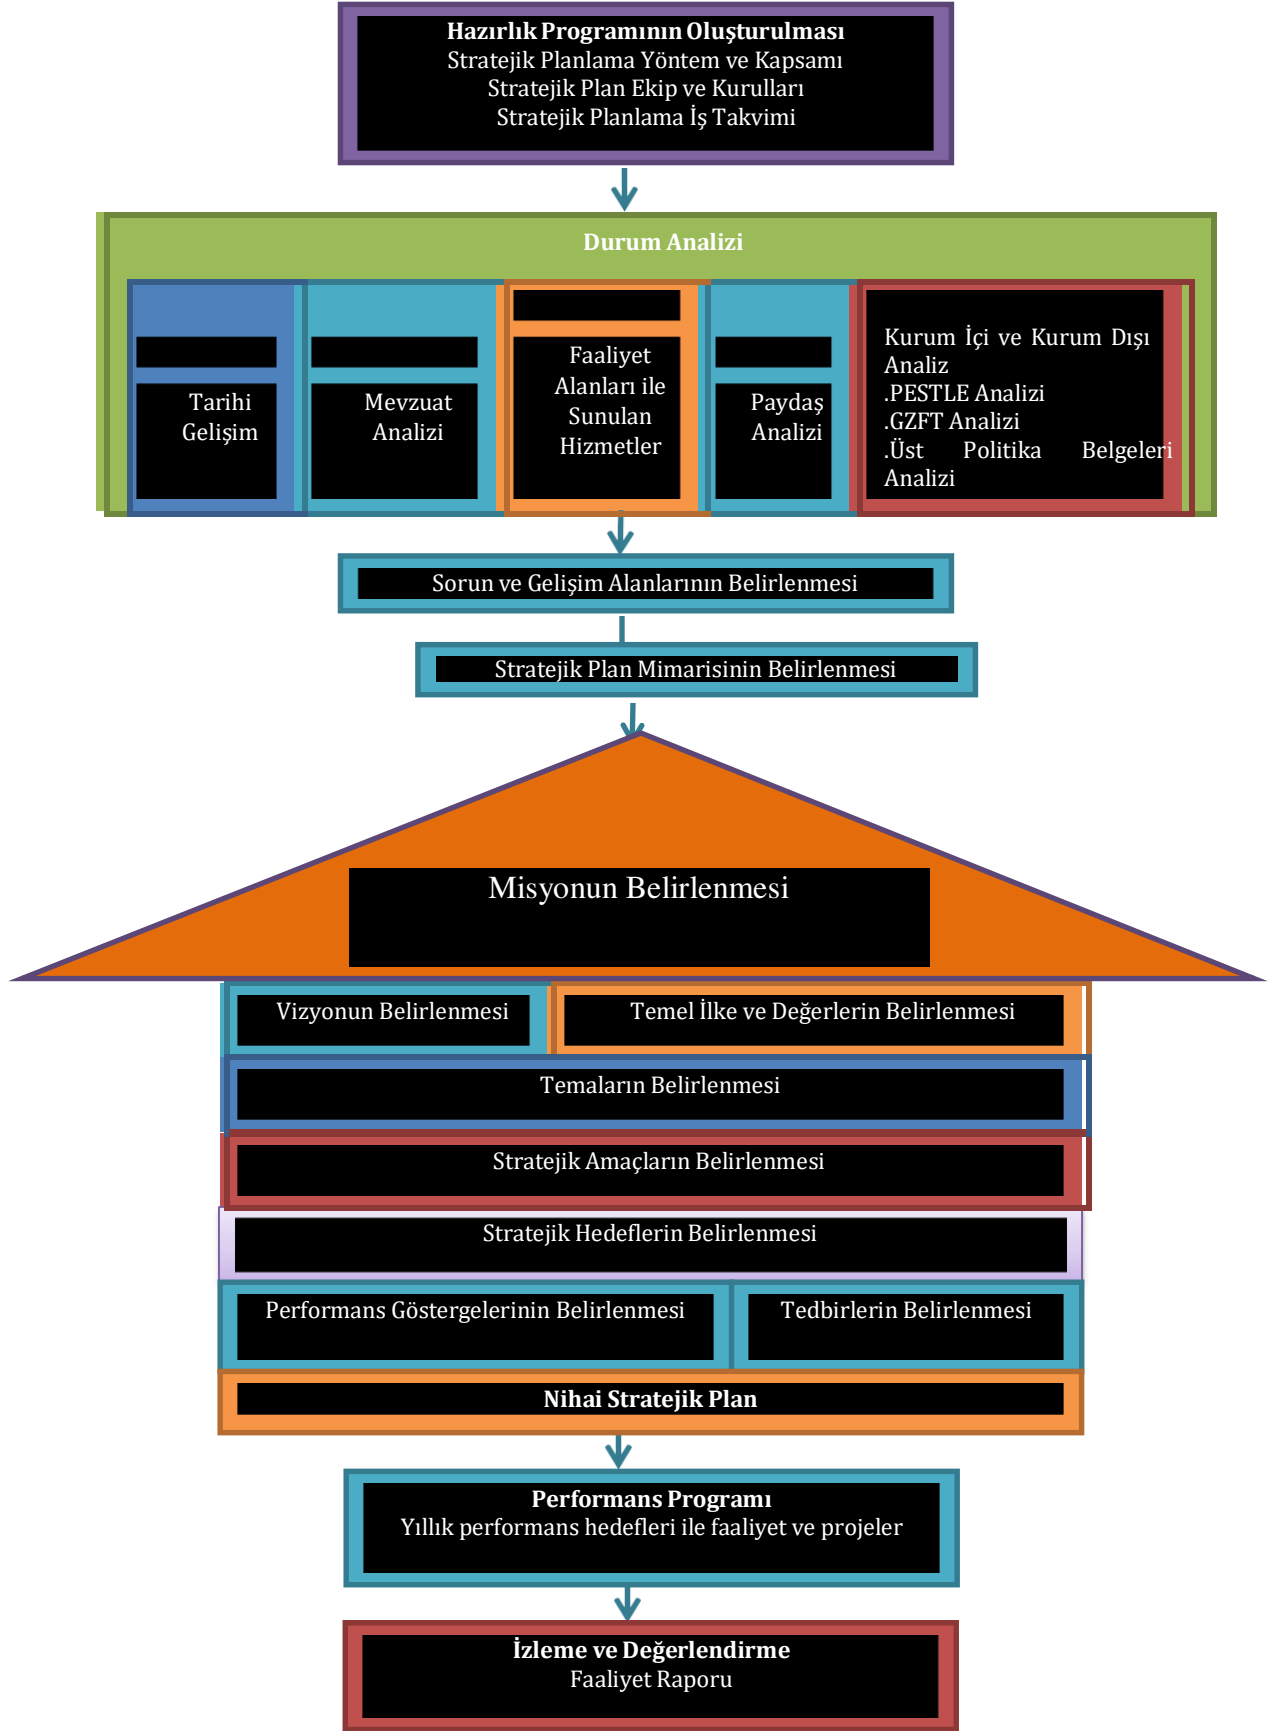 Hazırlık Programının Oluşturulması
Stratejik Planlama Yöntem ve Kapsamı
Stratejik Plan Ekip ve Kurulları
Stratejik Planlama İş Takvimi
Durum Analizi
Tarihi
Gelişim
Mevzuat
Analizi
Faaliyet
Alanları ile
Sunulan
Hizmetler
Paydaş
Analizi
Kurum İçi ve Kurum Dışı
Analiz
.PESTLE Analizi
.GZFT Analizi
.Üst Politika Belgeleri
Analizi
Sorun ve Gelişim Alanlarının Belirlenmesi
Stratejik Plan Mimarisinin Belirlenmesi
Misyonun Belirlenmesi
Vizyonun Belirlenmesi
Temel İlke ve Değerlerin Belirlenmesi
Temaların Belirlenmesi
Stratejik Amaçların Belirlenmesi
Stratejik Hedeflerin Belirlenmesi
Performans Göstergelerinin Belirlenmesi
Tedbirlerin Belirlenmesi
Nihai Stratejik Plan
Performans Programı
Yıllık performans hedefleri ile faaliyet ve projeler
İzleme ve Değerlendirme
Faaliyet Raporu